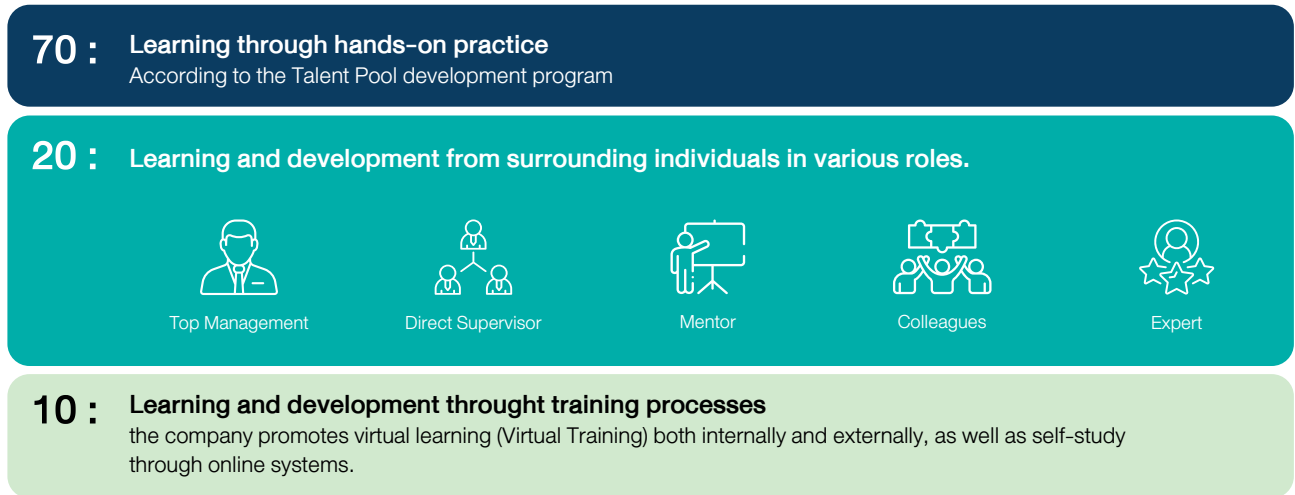 70 :
Learning through hands-on practice
According to the Talent Pool development program
20 :
Learning and development from surrounding individuals in various roles.
Top Management
Direct Supervisor
Mentor
Colleagues
Expert
10 :
Learning and development throught training processes
the company promotes virtual learning (Virtual Training) both internally and externally, as well as self-study
through online systems.